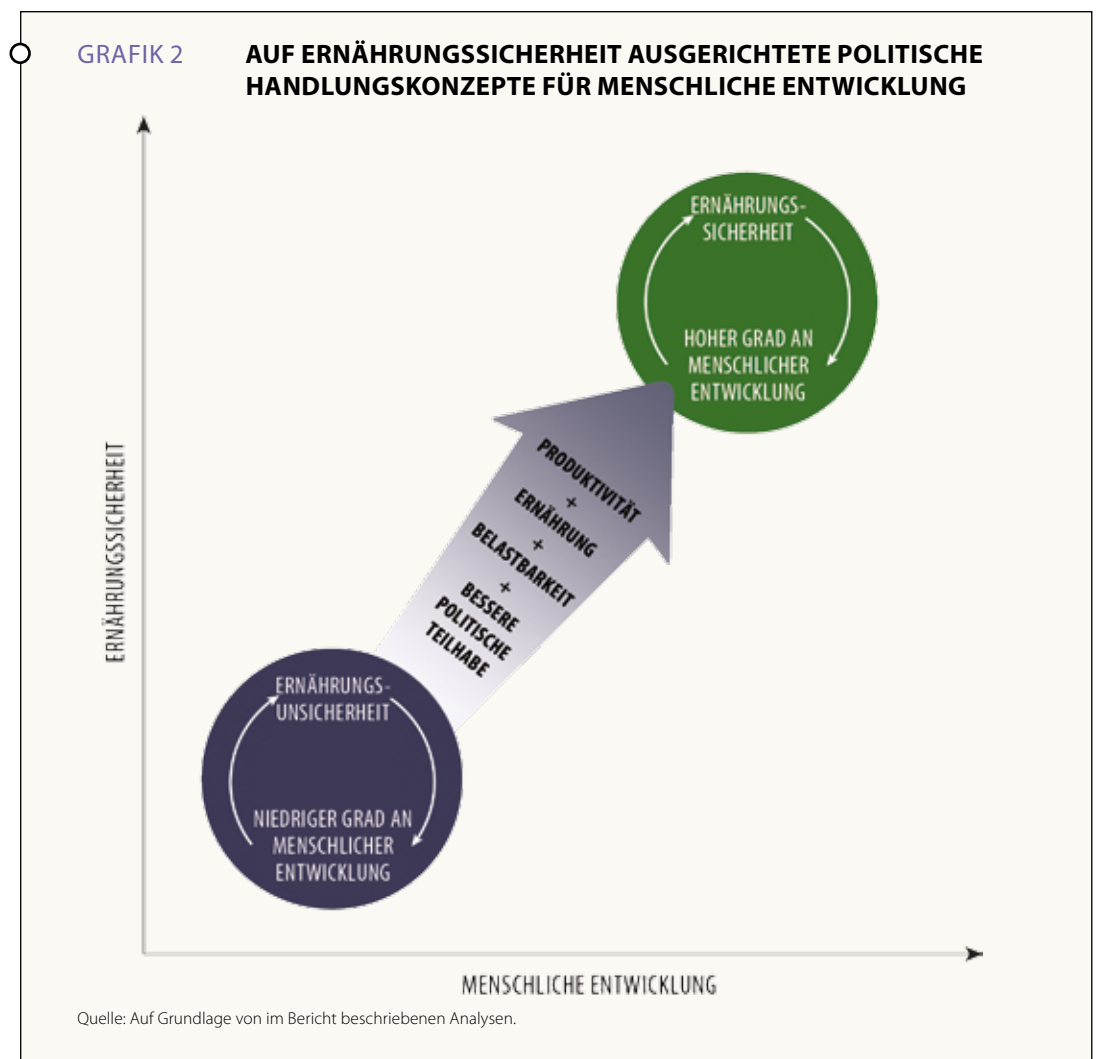 GRAFIK 2
AUF ERNÄHRUNGSSICHERHEIT AUSGERICHTETE POLITISCHE
HANDLUNGSKONZEPTE FÜR MENSCHLICHE ENTWICKLUNG
ERNÄHRUNGSSICHERHEIT
ERNÄHRUNGS-
SICHERHEIT
HOHER GRAD AN
MENSCHLICHER
ENTWICKLUNG
PRODUKTIVITÄT
+
ERNÄHRUNG
+
BELASTBARKEIT
+
BESSERE
POLITISCHE
TEILHABE
ERNÄHRUNGS-
UNSICHERHEIT
NIEDRIGER GRAD AN
MENSCHLICHER
ENTWICKLUNG
MENSCHLICHE ENTWICKLUNG
Quelle: Auf Grundlage von im Bericht beschriebenen Analysen.